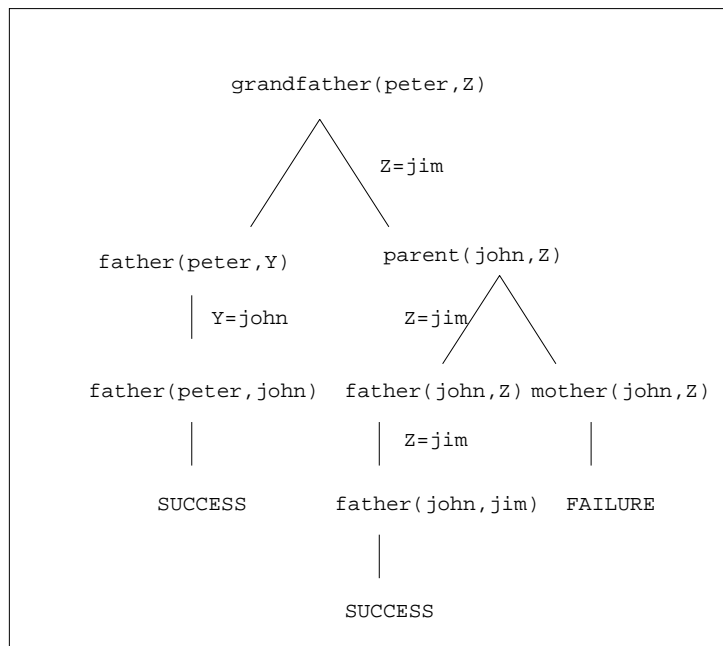 grandfather(peter,Z)
Z=jim
father(peter,Y) parent(john,Z)
Y=john Z=jim
father(peter,john) father(john,Z) mother(john,Z)
Z=jim
SUCCESS father(john,jim) FAILURE
SUCCESS